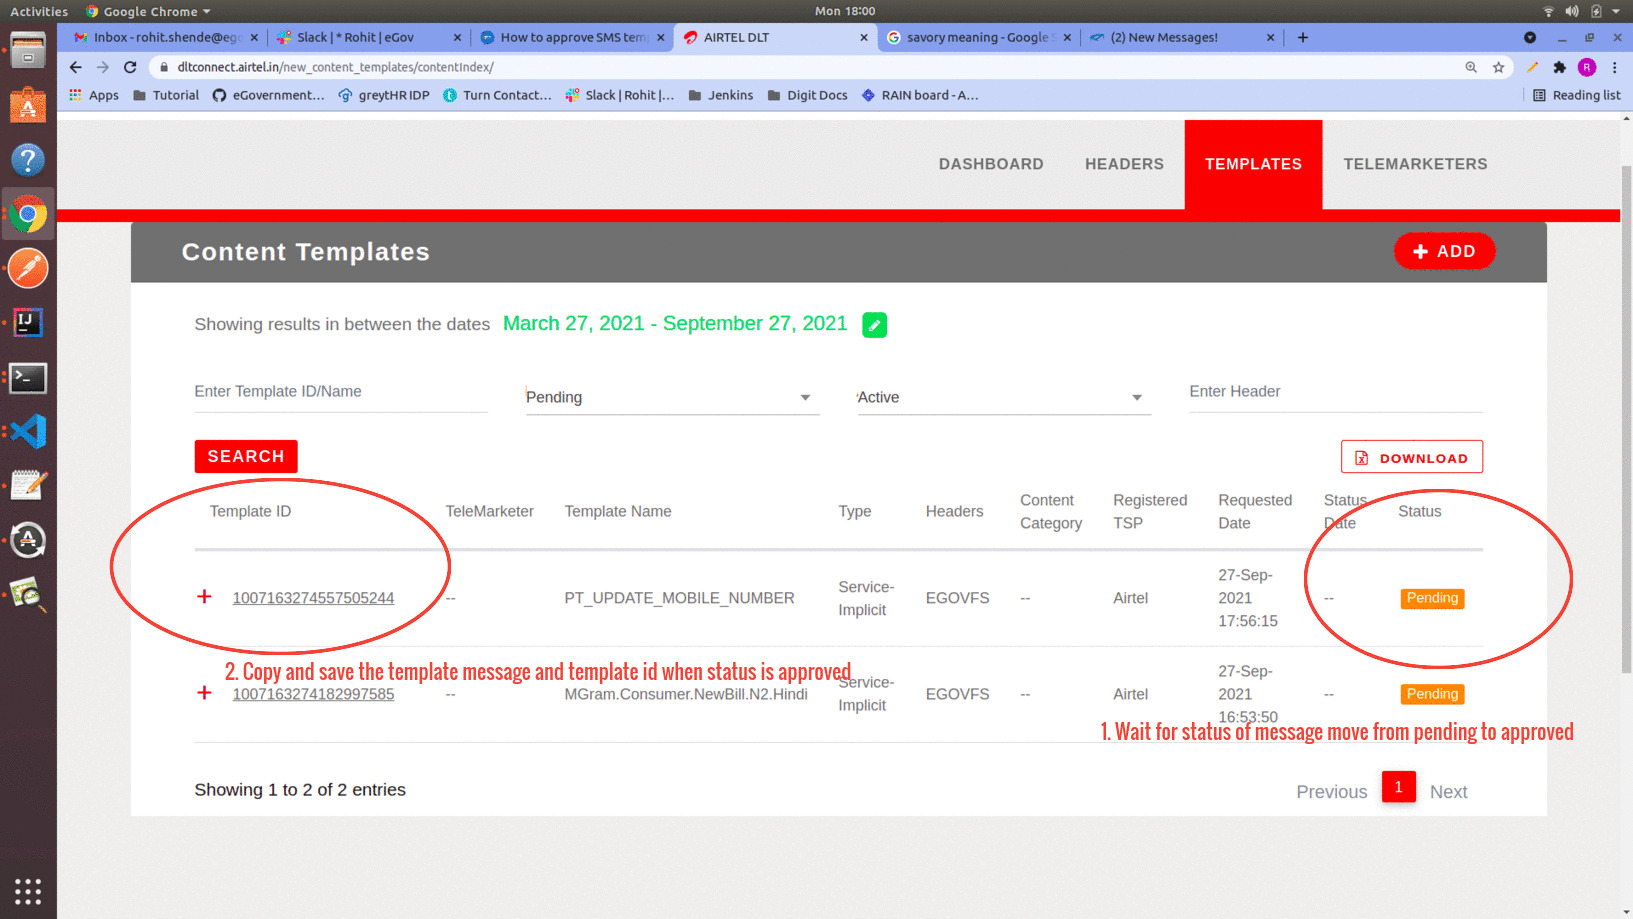 Activities
Google Chrome
Mon 18:00
Inbox - rohit.shende@ego
Slack | * Rohit | eGov
How to approve SMS temp
AIRTEL DLT
savory meaning - Google S
(2) New Messages!
dltconnect.airtel.in/new_content_templates/contentIndex/
R
Apps
Tutorial
eGovernment...
greytHR IDP
Turn Contact...
Slack | Rohit |...
Jenkins
Digit Docs
RAIN board - A...
Reading list
DASHBOARD
HEADERS
TEMPLATES
TELEMARKETERS
Content Templates
+ ADD
Showing results in between the dates March 27, 2021 - September 27, 2021
Enter Template ID/Name
Pending
Active
Enter Header
SEARCH
DOWNLOAD
Template ID
TeleMarketer
Template Name
Type
Headers
Content
Category
Registered
TSP
Requested
Date
Status
Date
Status
+ 1007163274557505244
--
PT_UPDATE_MOBILE_NUMBER
Service-
Implicit
EGOVFS
--
Airtel
27-Sep-
2021
17:56:15
--
Pending
2. Copy and save the template message and template id when status is approved
+ 1007163274182997585
--
MGram.Consumer.NewBill.N2.Hindi
Service-
Implicit
EGOVFS
--
Airtel
27-Sep-
2021
16:53:50
--
Pending
1. Wait for status of message move from pending to approved
Showing 1 to 2 of 2 entries
Previous
1
Next